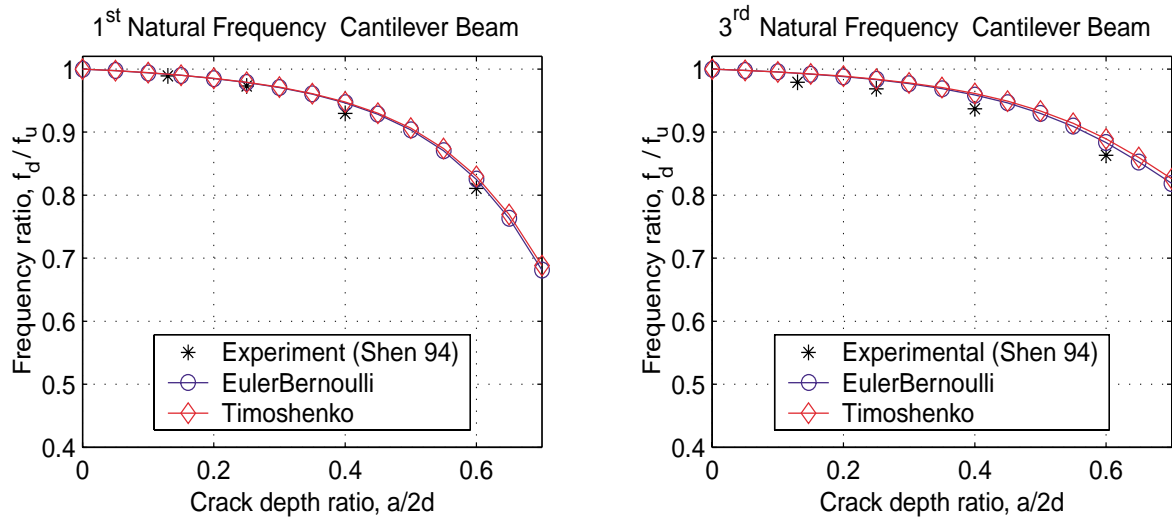 1st Natural Frequency Cantilever Beam
1
0.9
0.8
0.7
0.6
0.5
0.4
Frequency ratio, fd / fu
Experiment (Shen 94)
EulerBernoulli
Timoshenko
0
0.2
0.4
0.6
Crack depth ratio, a/2d
3rd Natural Frequency Cantilever Beam
1
0.9
0.8
0.7
0.6
0.5
0.4
Frequency ratio, fd / fu
Experimental (Shen 94)
EulerBernoulli
Timoshenko
0
0.2
0.4
0.6
Crack depth ratio, a/2d